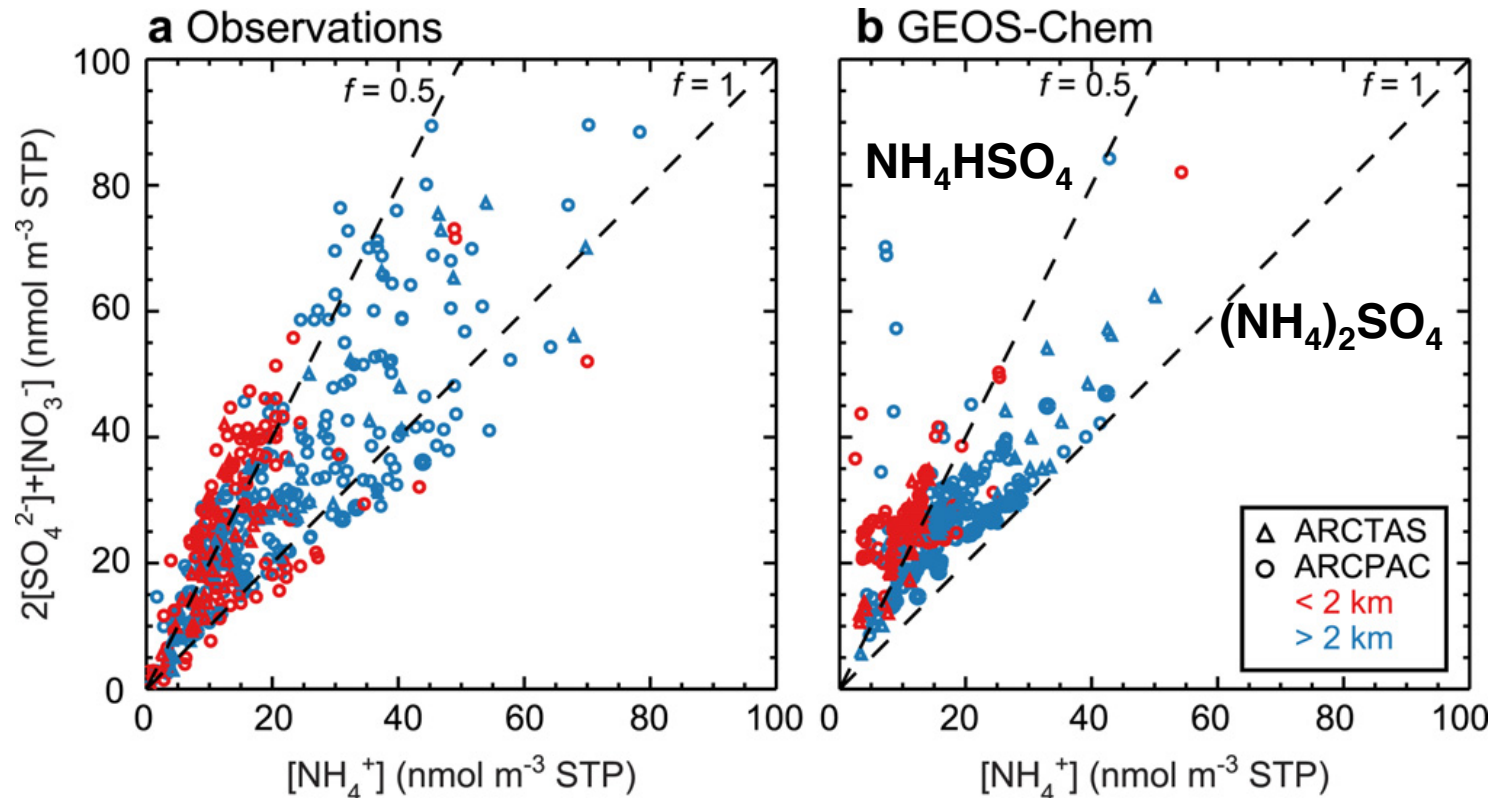 a Observations
b GEOS-Chem
2[SO₄²⁻]+[NO₃⁻] (nmol m⁻³ STP)
100
80
60
40
20
0
f = 0.5
f = 1
0 20 40 60 80 100
[NH₄⁺] (nmol m⁻³ STP)
f = 0.5
f = 1
NH₄HSO₄
(NH₄)₂SO₄
ARCTAS
ARCPAC
< 2 km
> 2 km
0 20 40 60 80 100
[NH₄⁺] (nmol m⁻³ STP)